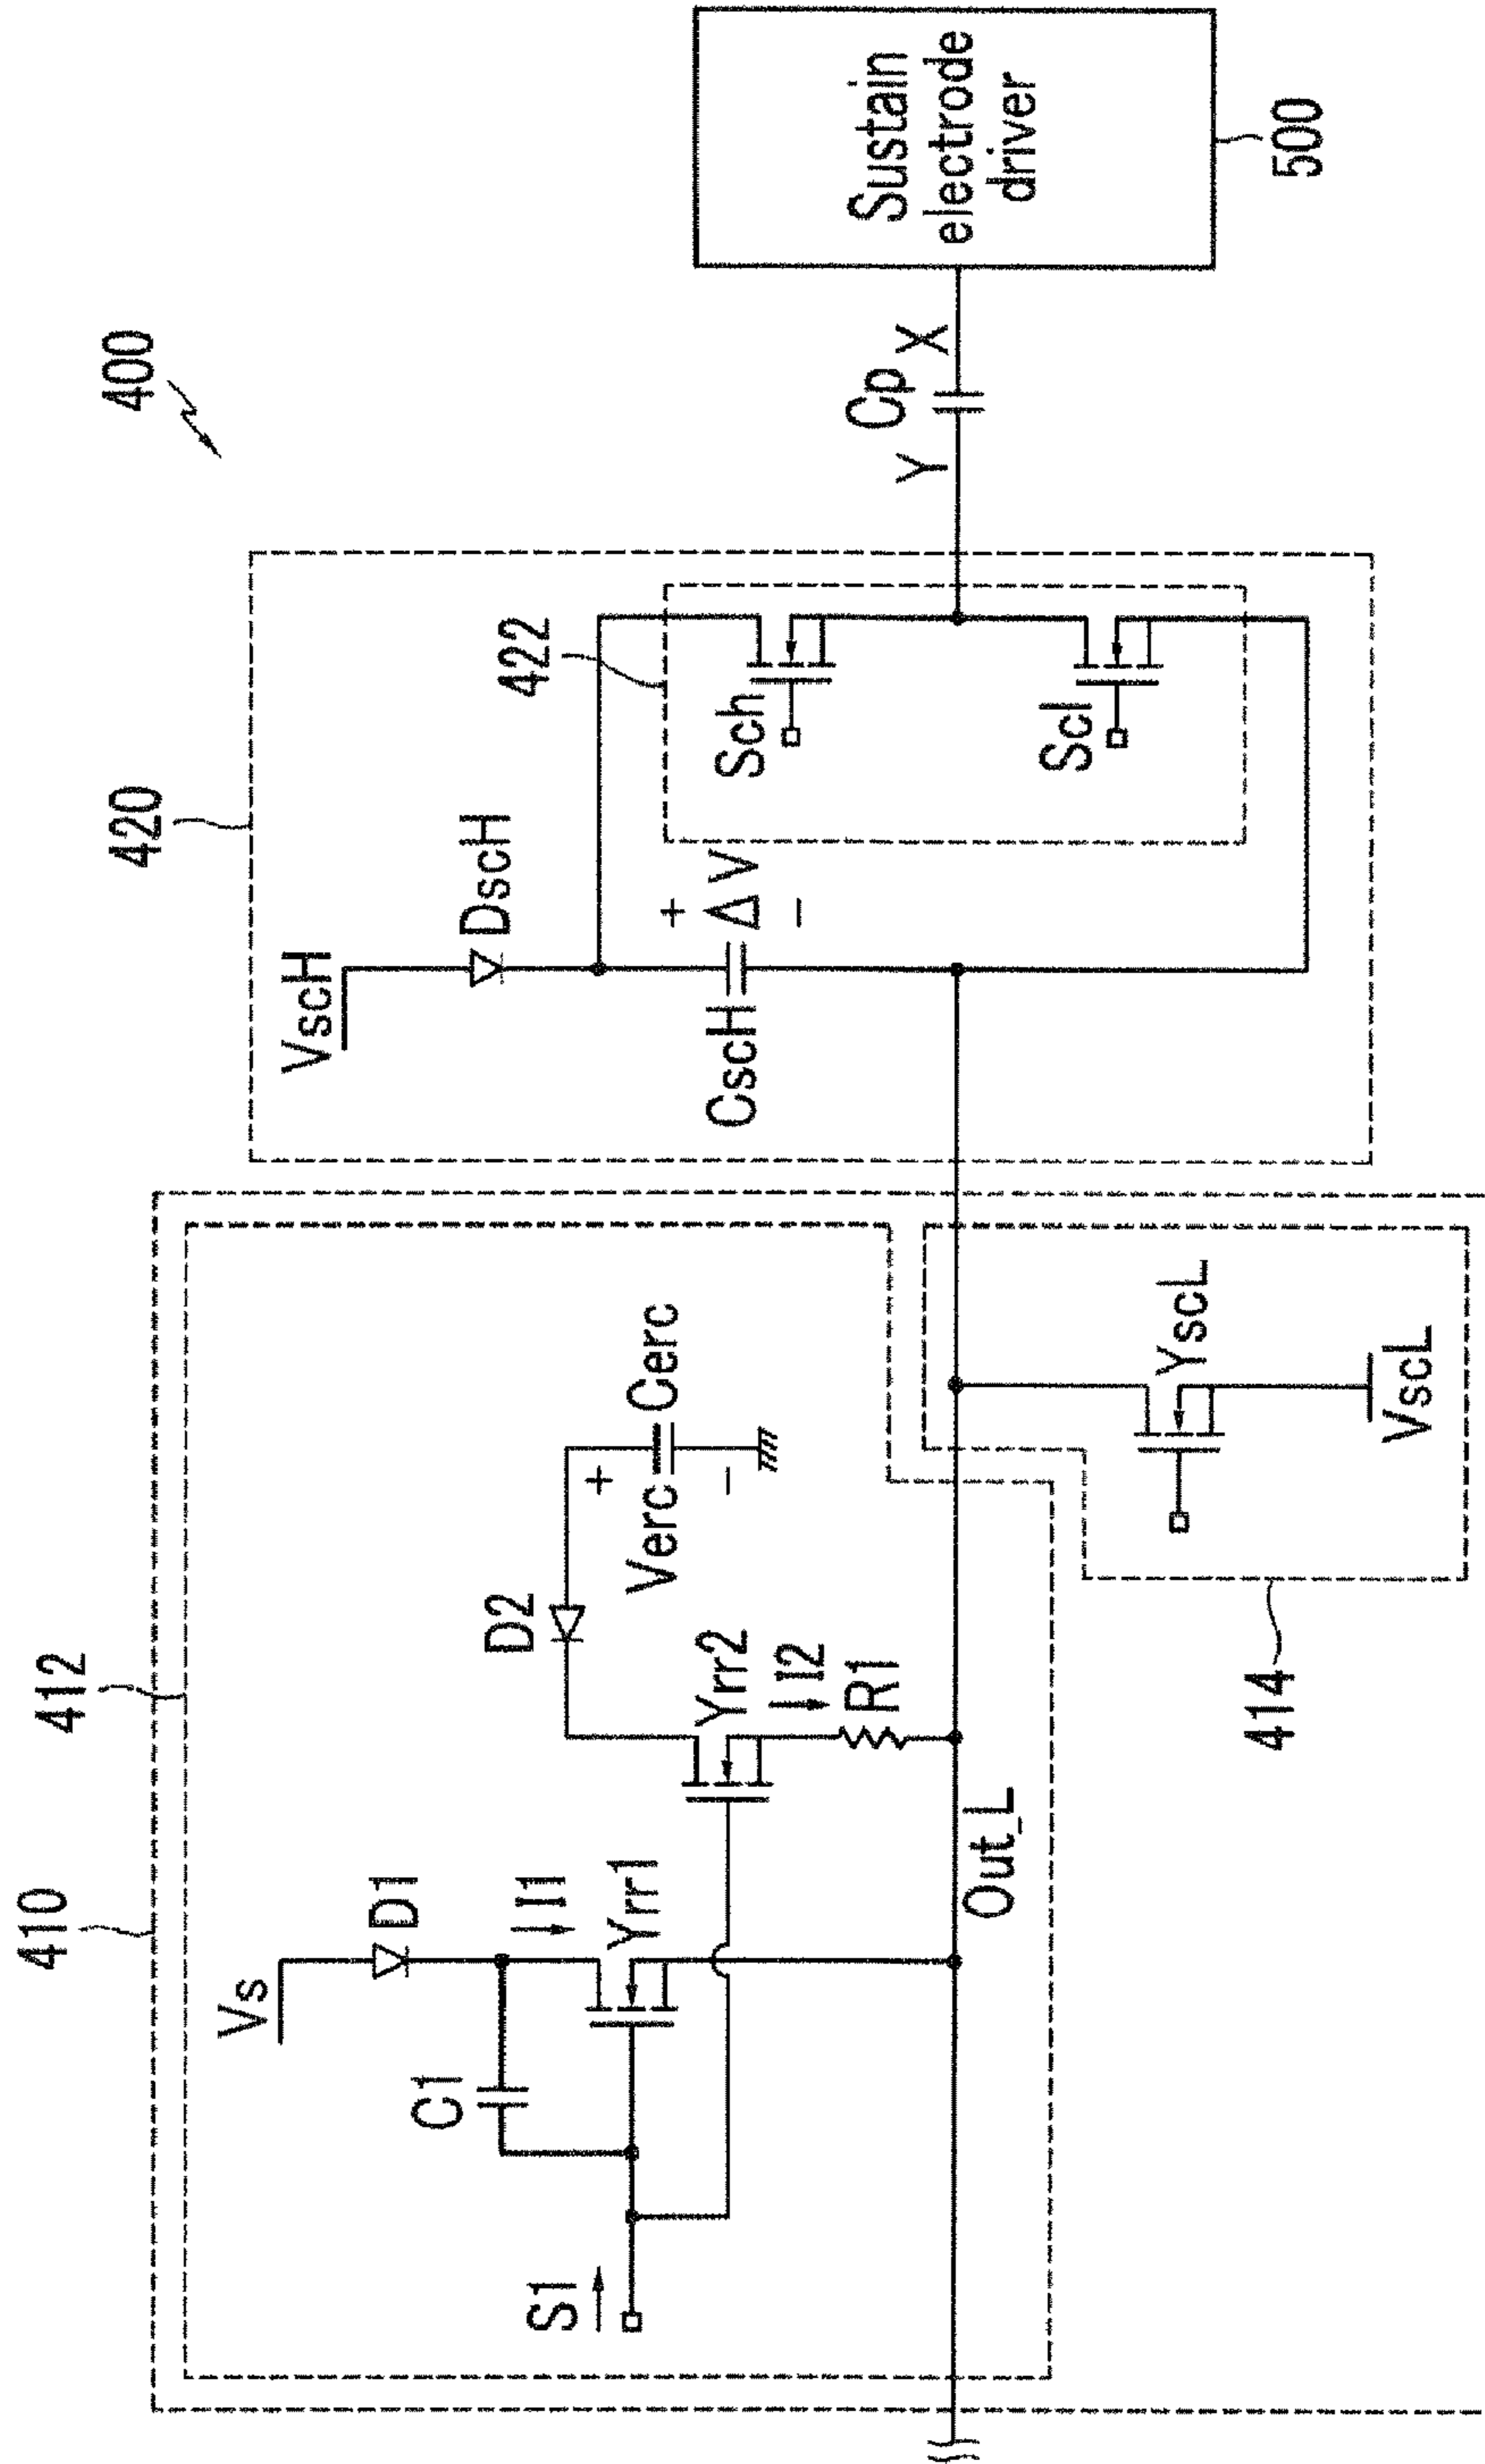 400
410
412
420
Vs
D1
C1
I1
Yrr1
S1
D2
Verc
+
-
Cerc
Yrr2
I2
R1
Out_L
VscH
DscH
CscH
+
ΔV
-
422
Sch
Scl
Y
Cp
X
Sustain
electrode
driver
500
YscL
VscL
414